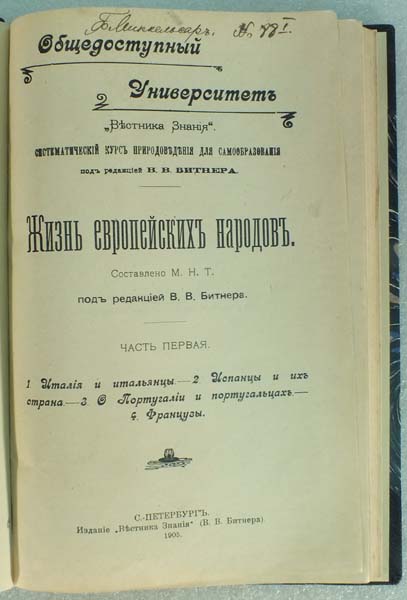 № 88 I.
Общедоступный
Университетъ
„Вѣстника Знанія“.
СИСТЕМАТИЧЕСКІЙ КУРСЪ ПРИРОДОВѢДѢНІЯ ДЛЯ САМООБРАЗОВАНІЯ
подъ редакціей В. В. БИТНЕРА.
Жизнь европейскихъ народовъ.
Составлено М. Н. Т.
подъ редакціей В. В. Битнера.
ЧАСТЬ ПЕРВАЯ.
1. Италія и итальянцы.—2. Испанцы и ихъ
страна.—3. О Португаліи и португальцахъ.—
4. Французы.
С.-ПЕТЕРБУРГЪ.
Изданіе „Вѣстника Знанія“ (В. В. Битнера)
1905.